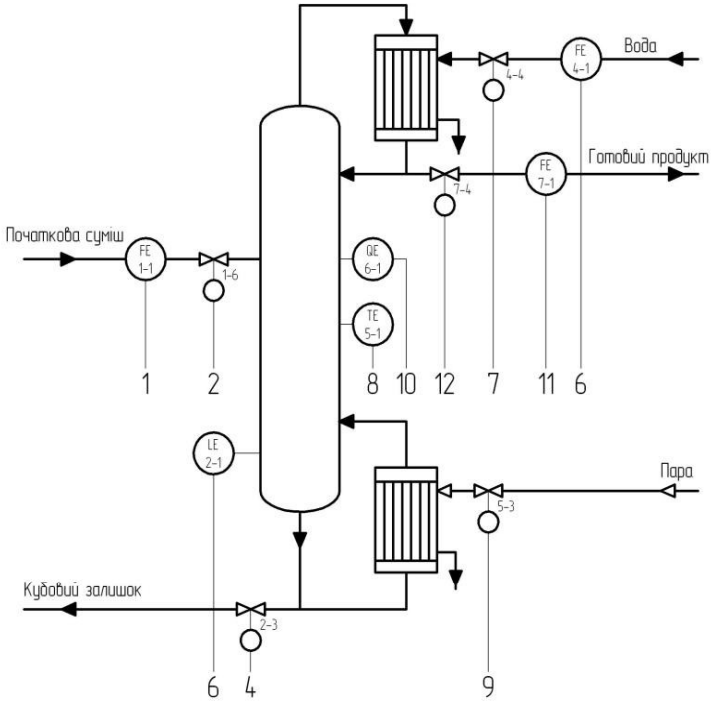 Вода
FE
4-1
4-4
Готовий продукт
FE
7-1
7-4
Початкова суміш
FE
1-1
1-6
QE
6-1
TE
5-1
1 2 8 10 12 7 11 6
LE
2-1
Пара
5-3
Кубовий залишок
2-3
6 4 9